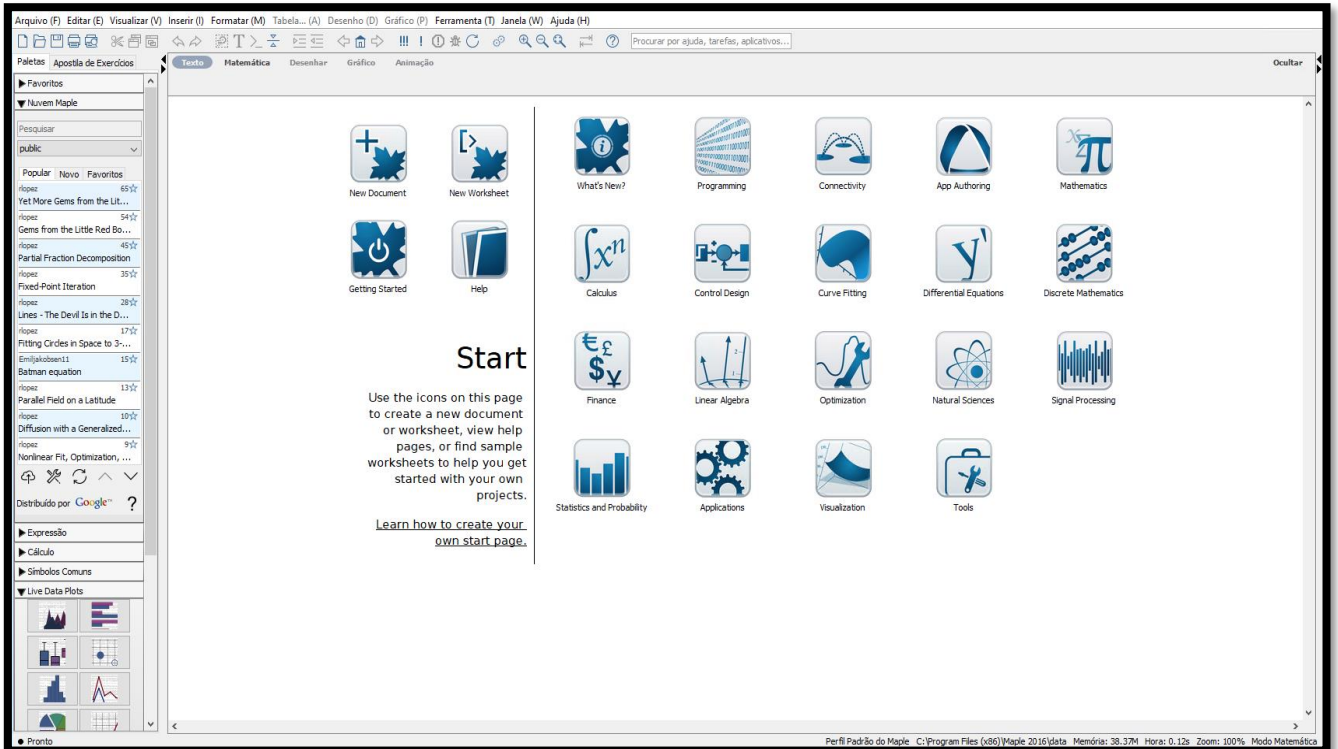 Arquivo (F) Editar (E) Visualizar (V) Inserir (I) Formatar (M) Tabela... (A) Desenho (D) Gráfico (P) Ferramenta (T) Janela (W) Ajuda (H)
Procurar por ajuda, tarefas, aplicativos...
Paletas Apostila de Exercícios
Texto Matemática Desenhar Gráfico Animação Ocultar
Favoritos
Nuvem Maple
Pesquisar
public
Popular Novo Favoritos
rlopez 65
Yet More Gems from the Lit...
rlopez 54
Gems from the Little Red Bo...
rlopez 45
Partial Fraction Decomposition
rlopez 35
Fixed-Point Iteration
rlopez 28
Lines - The Devil Is in the D...
rlopez 17
Fitting Circles in Space to 3-...
Emiljakobsen11 15
Batman equation
rlopez 13
Parallel Field on a Latitude
rlopez 10
Diffusion with a Generalized...
rlopez 9
Nonlinear Fit, Optimization, ...
Distribuído por Google™ ?
Expressão
Cálculo
Símbolos Comuns
Live Data Plots
New Document New Worksheet
Getting Started Help
Start
Use the icons on this page
to create a new document
or worksheet, view help
pages, or find sample
worksheets to help you get
started with your own
projects.
Learn how to create your
own start page.
What's New? Programming Connectivity App Authoring Mathematics
Calculus Control Design Curve Fitting Differential Equations Discrete Mathematics
Finance Linear Algebra Optimization Natural Sciences Signal Processing
Statistics and Probability Applications Visualization Tools
Pronto
Perfil Padrão do Maple C:\Program Files (x86)\Maple 2016\data Memória: 38.37M Hora: 0.12s Zoom: 100% Modo Matemática